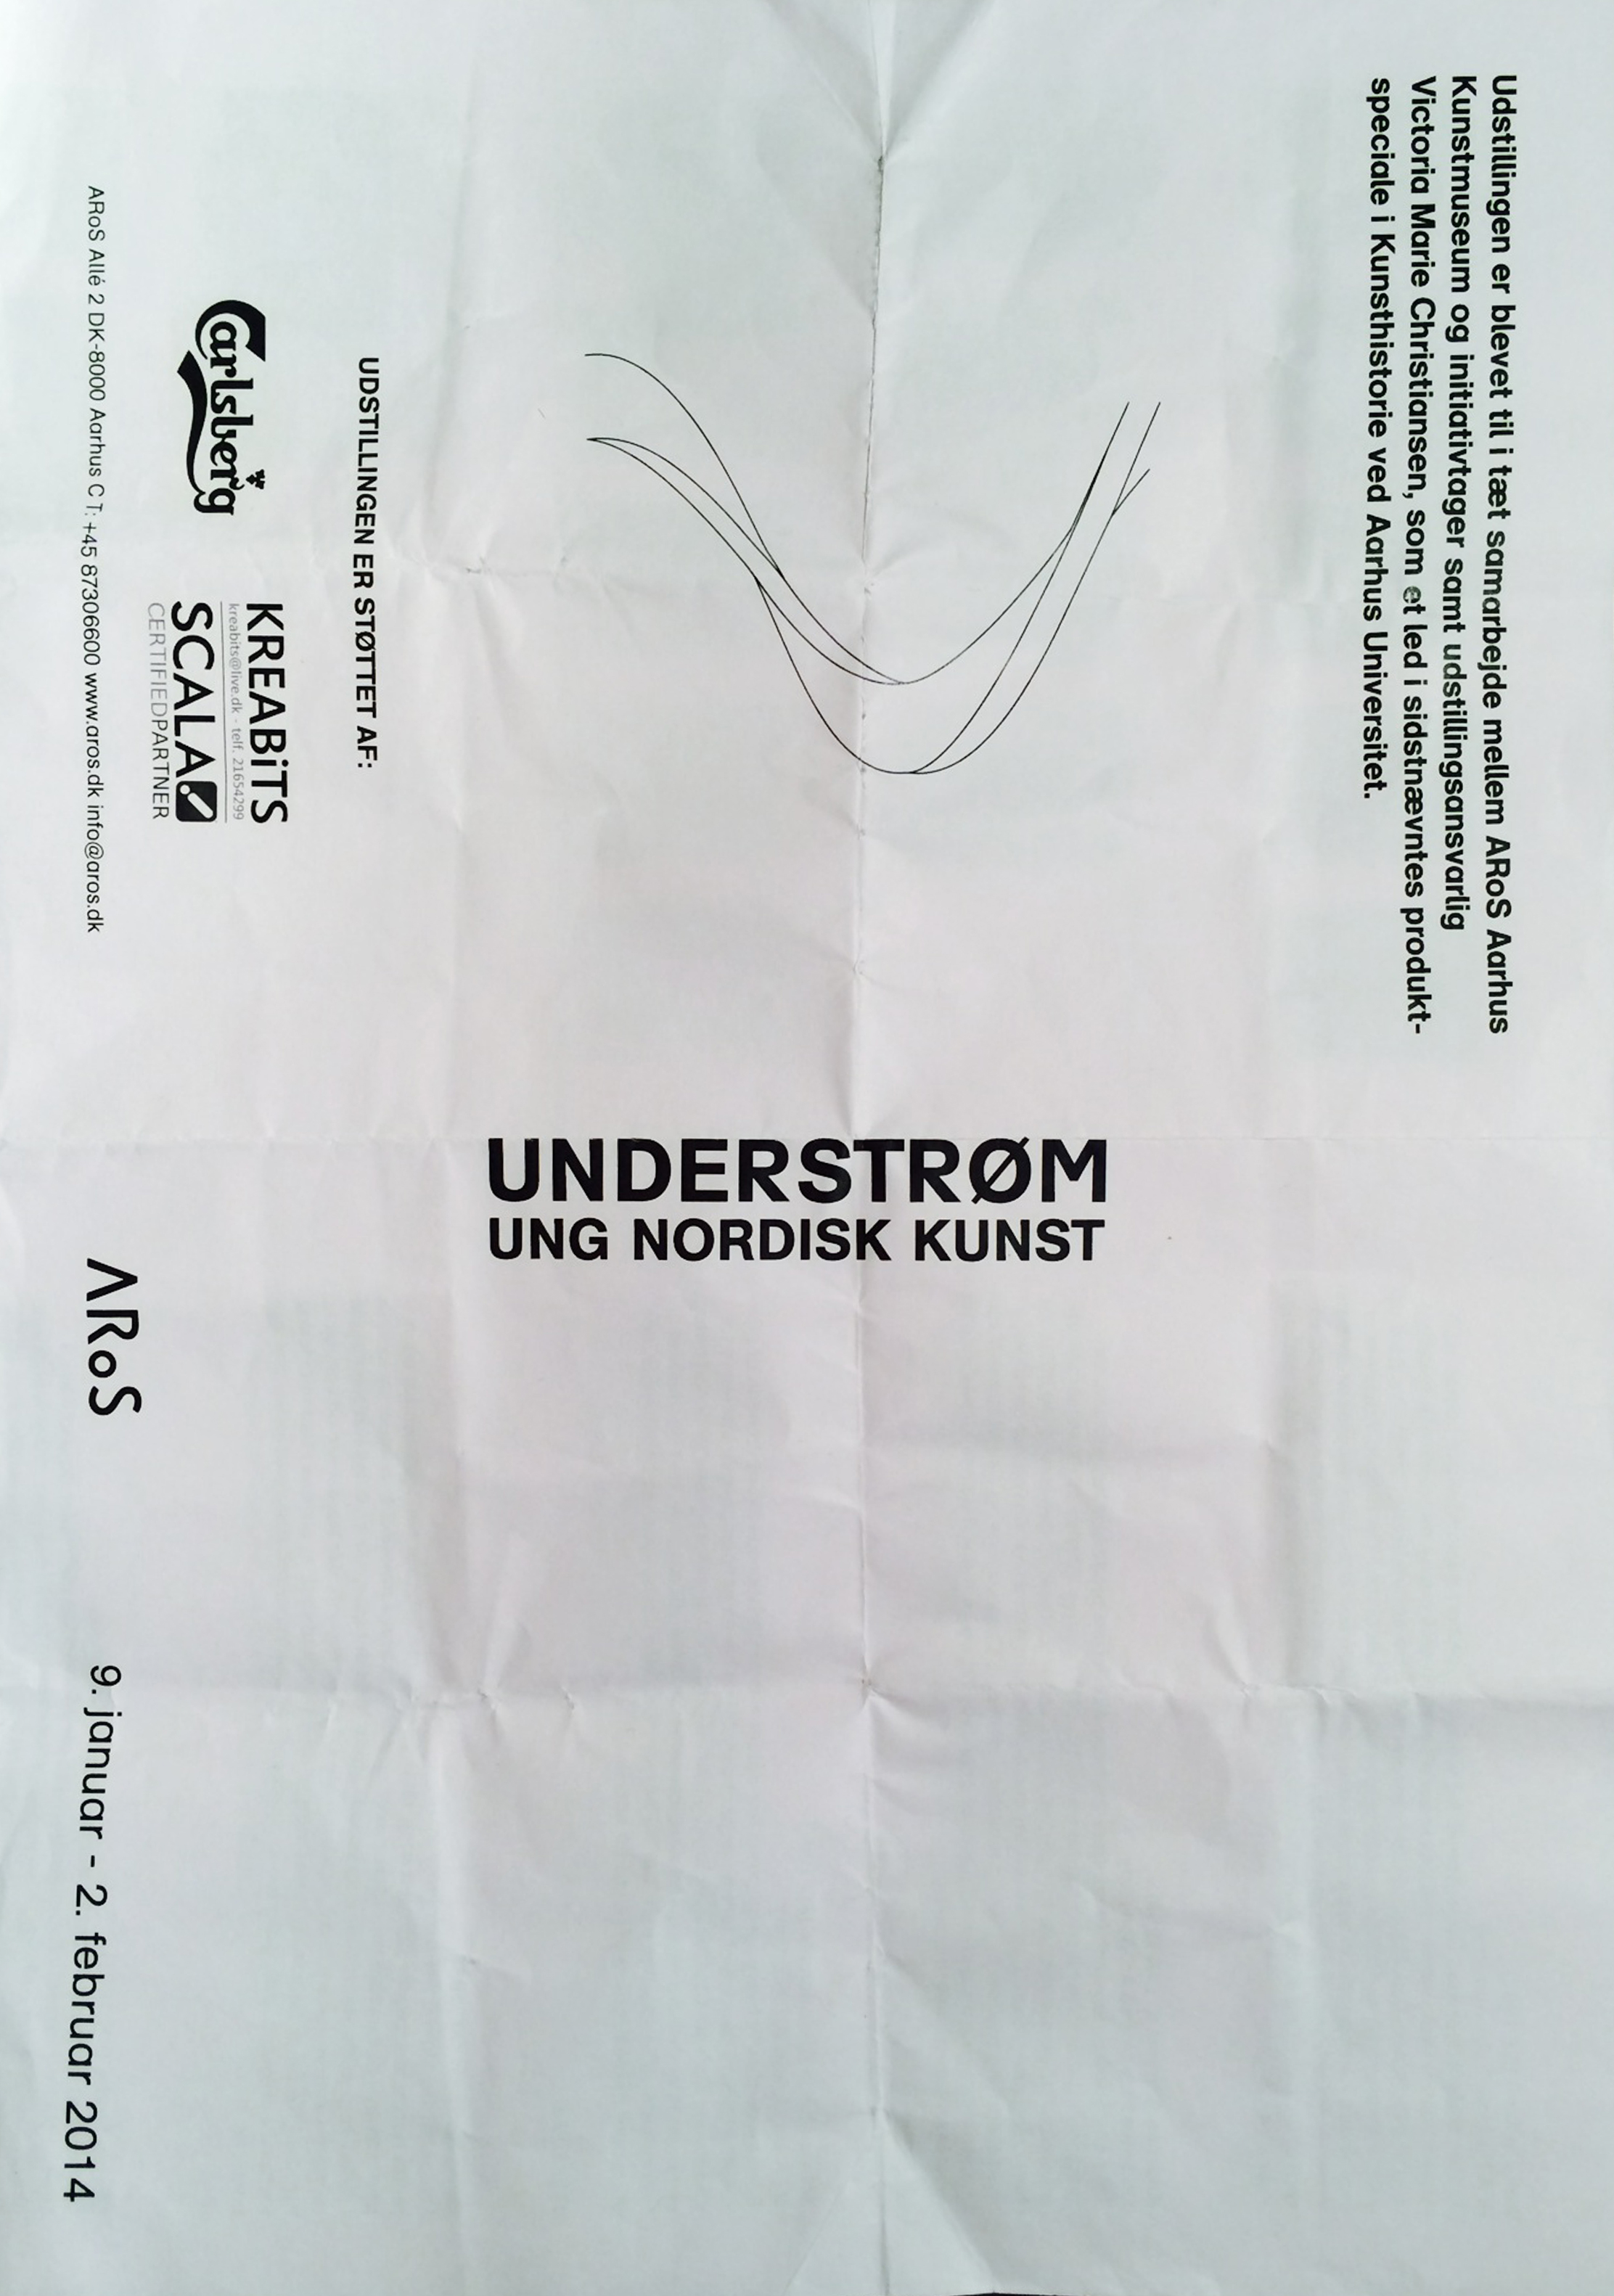 Udstillingen er blevet til i tæt samarbejde mellem ARoS Aarhus
Kunstmuseum og initiativtager samt udstillingsansvarlig
Victoria Marie Christiansen, som et led i sidstnævntes produkt-
speciale i Kunsthistorie ved Aarhus Universitet.
UNDERSTRØM
UNG NORDISK KUNST
UDSTILLINGEN ER STØTTET AF:
Carlsberg
KREABiTS
kreabits@live.dk - telf. 21654299
SCALA
CERTIFIEDPARTNER
ARoS Allé 2 DK-8000 Aarhus C T: +45 87306600 www.aros.dk info@aros.dk
ARoS
9. januar - 2. februar 2014